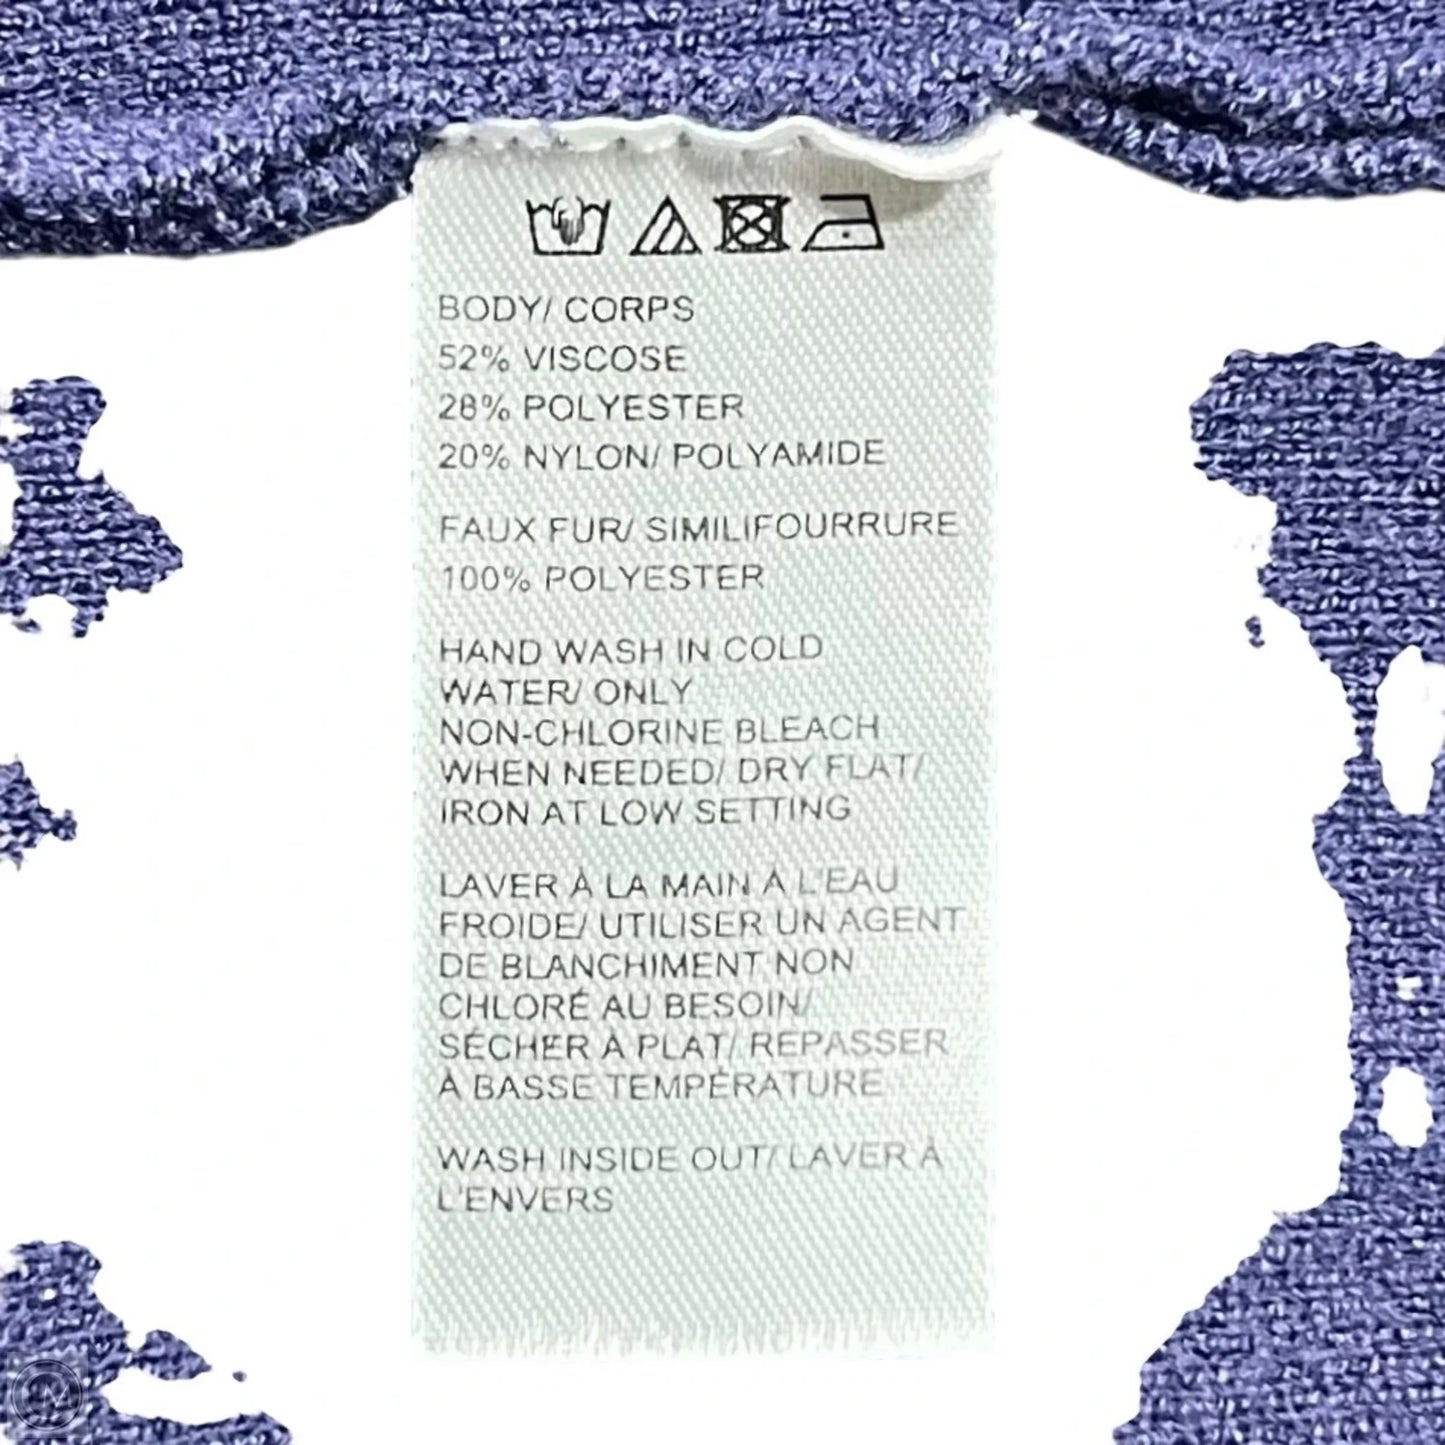 BODY/ CORPS
52% VISCOSE
28% POLYESTER
20% NYLON/ POLYAMIDE
FAUX FUR/ SIMILIFOURRURE
100% POLYESTER
HAND WASH IN COLD
WATER/ ONLY
NON-CHLORINE BLEACH
WHEN NEEDED/ DRY FLAT/
IRON AT LOW SETTING
LAVER À LA MAIN À L'EAU
FROIDE/ UTILISER UN AGENT
DE BLANCHIMENT NON
CHLORÉ AU BESOIN/
SÉCHER À PLAT/ REPASSER
À BASSE TEMPÉRATURE
WASH INSIDE OUT/ LAVER À
L'ENVERS
M